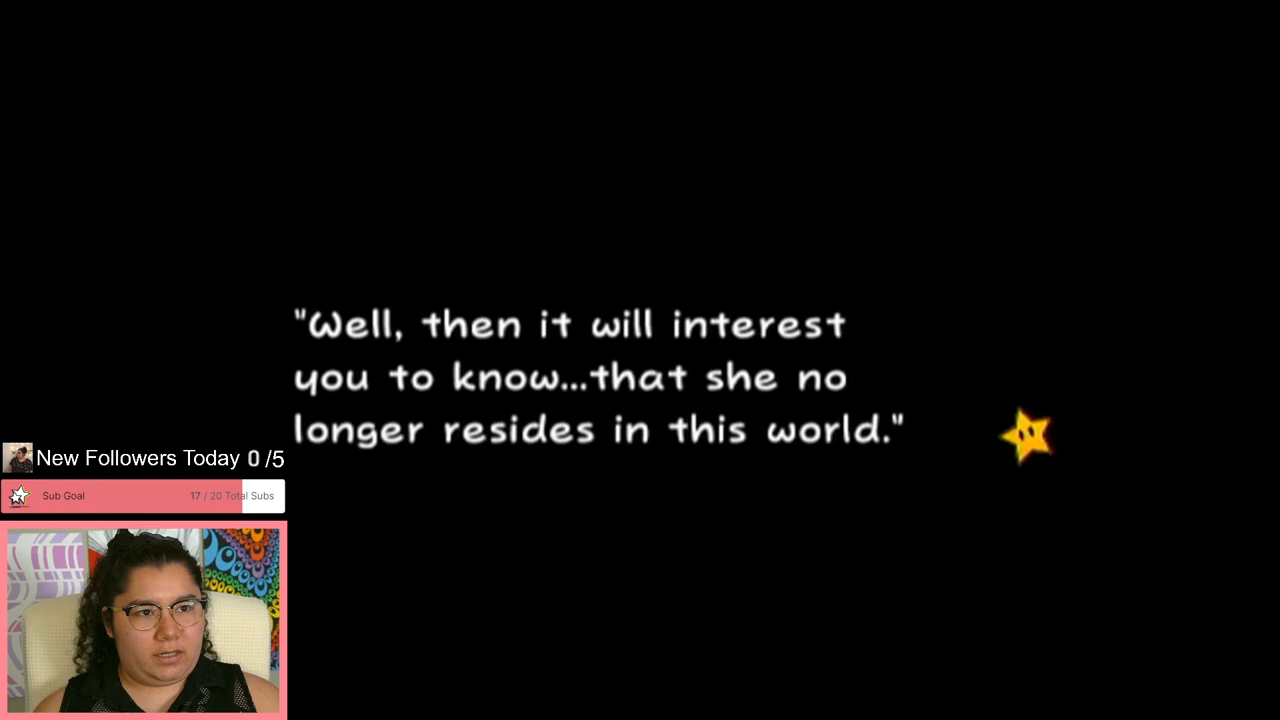 "Well, then it will interest
you to know...that she no
longer resides in this world."
New Followers Today 0 /5
Sub Goal 17 / 20 Total Subs